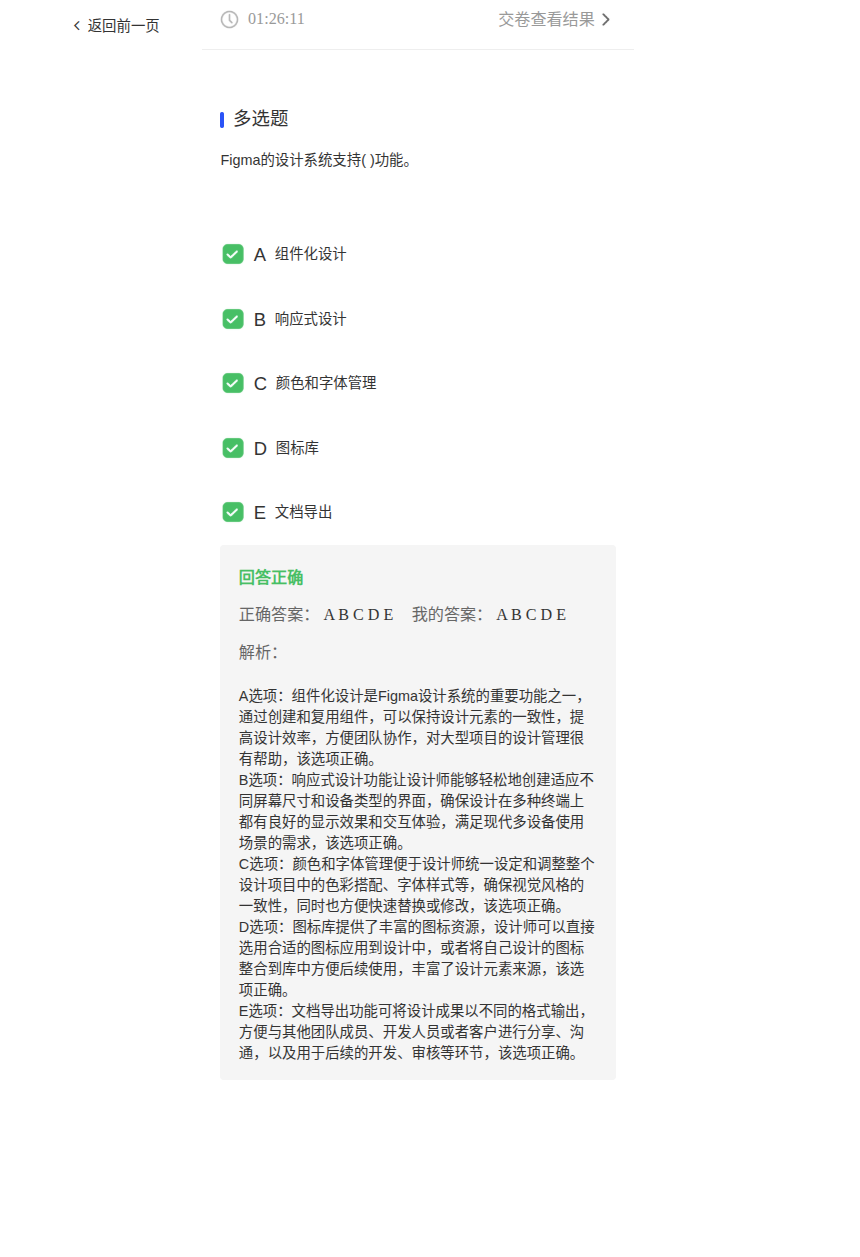 返回前一页
01:26:11
交卷查看结果
多选题
Figma的设计系统支持( )功能。
A 组件化设计
B 响应式设计
C 颜色和字体管理
D 图标库
E 文档导出
回答正确
正确答案： A B C D E 我的答案： A B C D E
解析：
A选项：组件化设计是Figma设计系统的重要功能之一，
通过创建和复用组件，可以保持设计元素的一致性，提
高设计效率，方便团队协作，对大型项目的设计管理很
有帮助，该选项正确。
B选项：响应式设计功能让设计师能够轻松地创建适应不
同屏幕尺寸和设备类型的界面，确保设计在多种终端上
都有良好的显示效果和交互体验，满足现代多设备使用
场景的需求，该选项正确。
C选项：颜色和字体管理便于设计师统一设定和调整整个
设计项目中的色彩搭配、字体样式等，确保视觉风格的
一致性，同时也方便快速替换或修改，该选项正确。
D选项：图标库提供了丰富的图标资源，设计师可以直接
选用合适的图标应用到设计中，或者将自己设计的图标
整合到库中方便后续使用，丰富了设计元素来源，该选
项正确。
E选项：文档导出功能可将设计成果以不同的格式输出，
方便与其他团队成员、开发人员或者客户进行分享、沟
通，以及用于后续的开发、审核等环节，该选项正确。